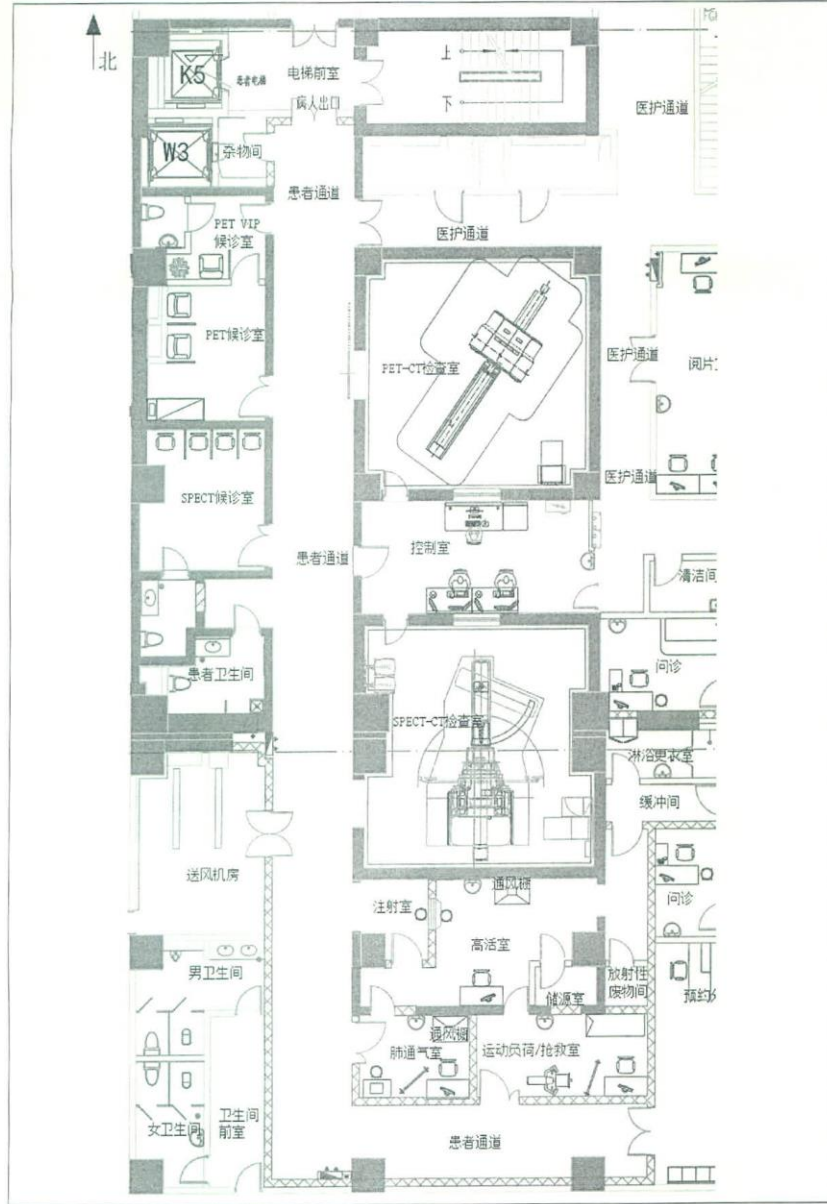 北
K5
患者电梯
电梯前室
病人出口
上
下
医护通道
W3
杂物间
患者通道
PET VIP
候诊室
医护通道
PET候诊室
PET-CT检查室
医护通道
阅片
SPECT候诊室
医护通道
患者通道
控制室
清洁间
患者卫生间
问诊
SPECT-CT检查室
淋浴更衣室
缓冲间
送风机房
注射室
通风橱
问诊
高活室
男卫生间
储源室
放射性
废物间
预约
通风橱
肺通气室
运动负荷/抢救室
女卫生间
卫生间
前室
患者通道